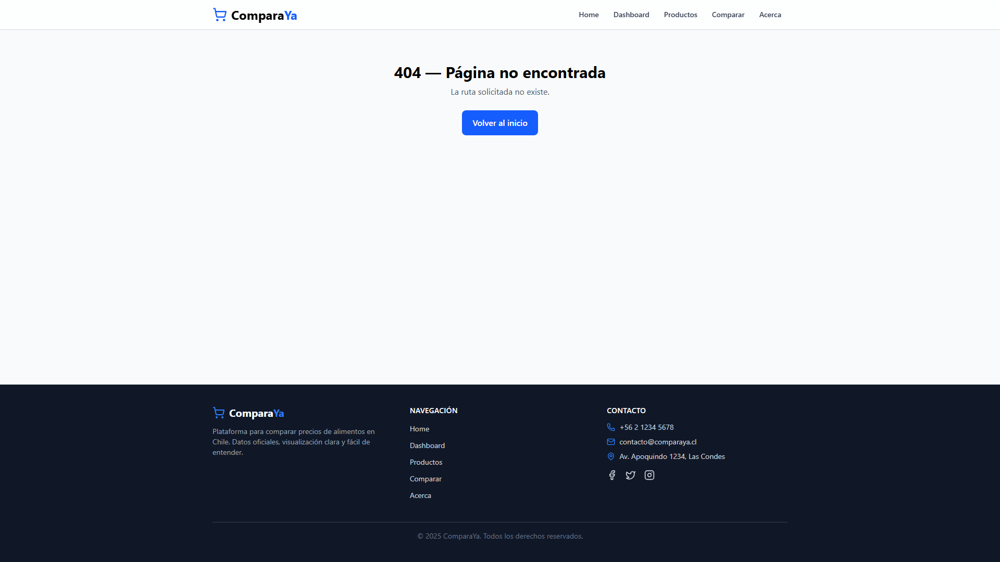 ComparaYa
Home
Dashboard
Productos
Comparar
Acerca
404 — Página no encontrada
La ruta solicitada no existe.
Volver al inicio
ComparaYa
Plataforma para comparar precios de alimentos en
Chile. Datos oficiales, visualización clara y fácil de
entender.
NAVEGACIÓN
Home
Dashboard
Productos
Comparar
Acerca
CONTACTO
+56 2 1234 5678
contacto@comparaya.cl
Av. Apoquindo 1234, Las Condes
© 2025 ComparaYa. Todos los derechos reservados.